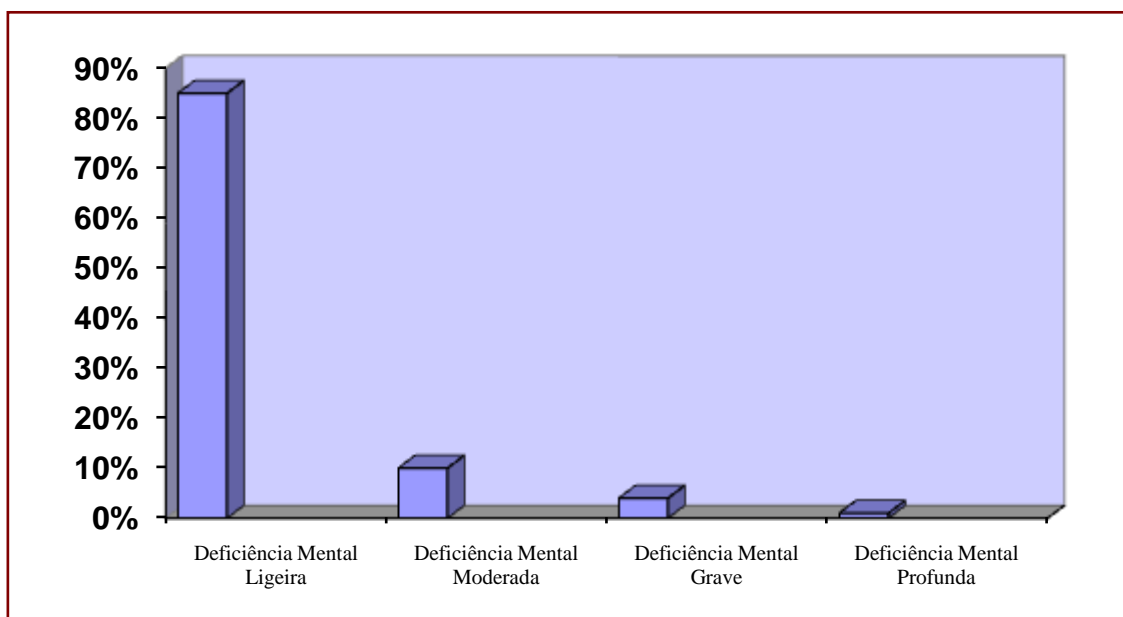 90%
80%
70%
60%
50%
40%
30%
20%
10%
0%
Deficiência Mental
Ligeira
Deficiência Mental
Moderada
Deficiência Mental
Grave
Deficiência Mental
Profunda